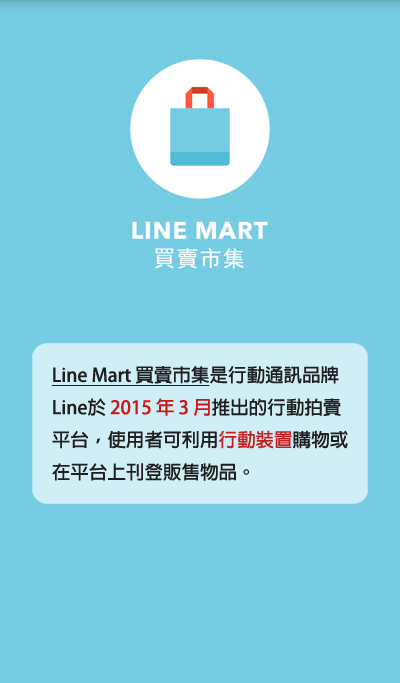 LINE MART
買賣市集
Line Mart 買賣市集是行動通訊品牌
Line於 2015 年 3 月推出的行動拍賣
平台，使用者可利用行動裝置購物或
在平台上刊登販售物品。